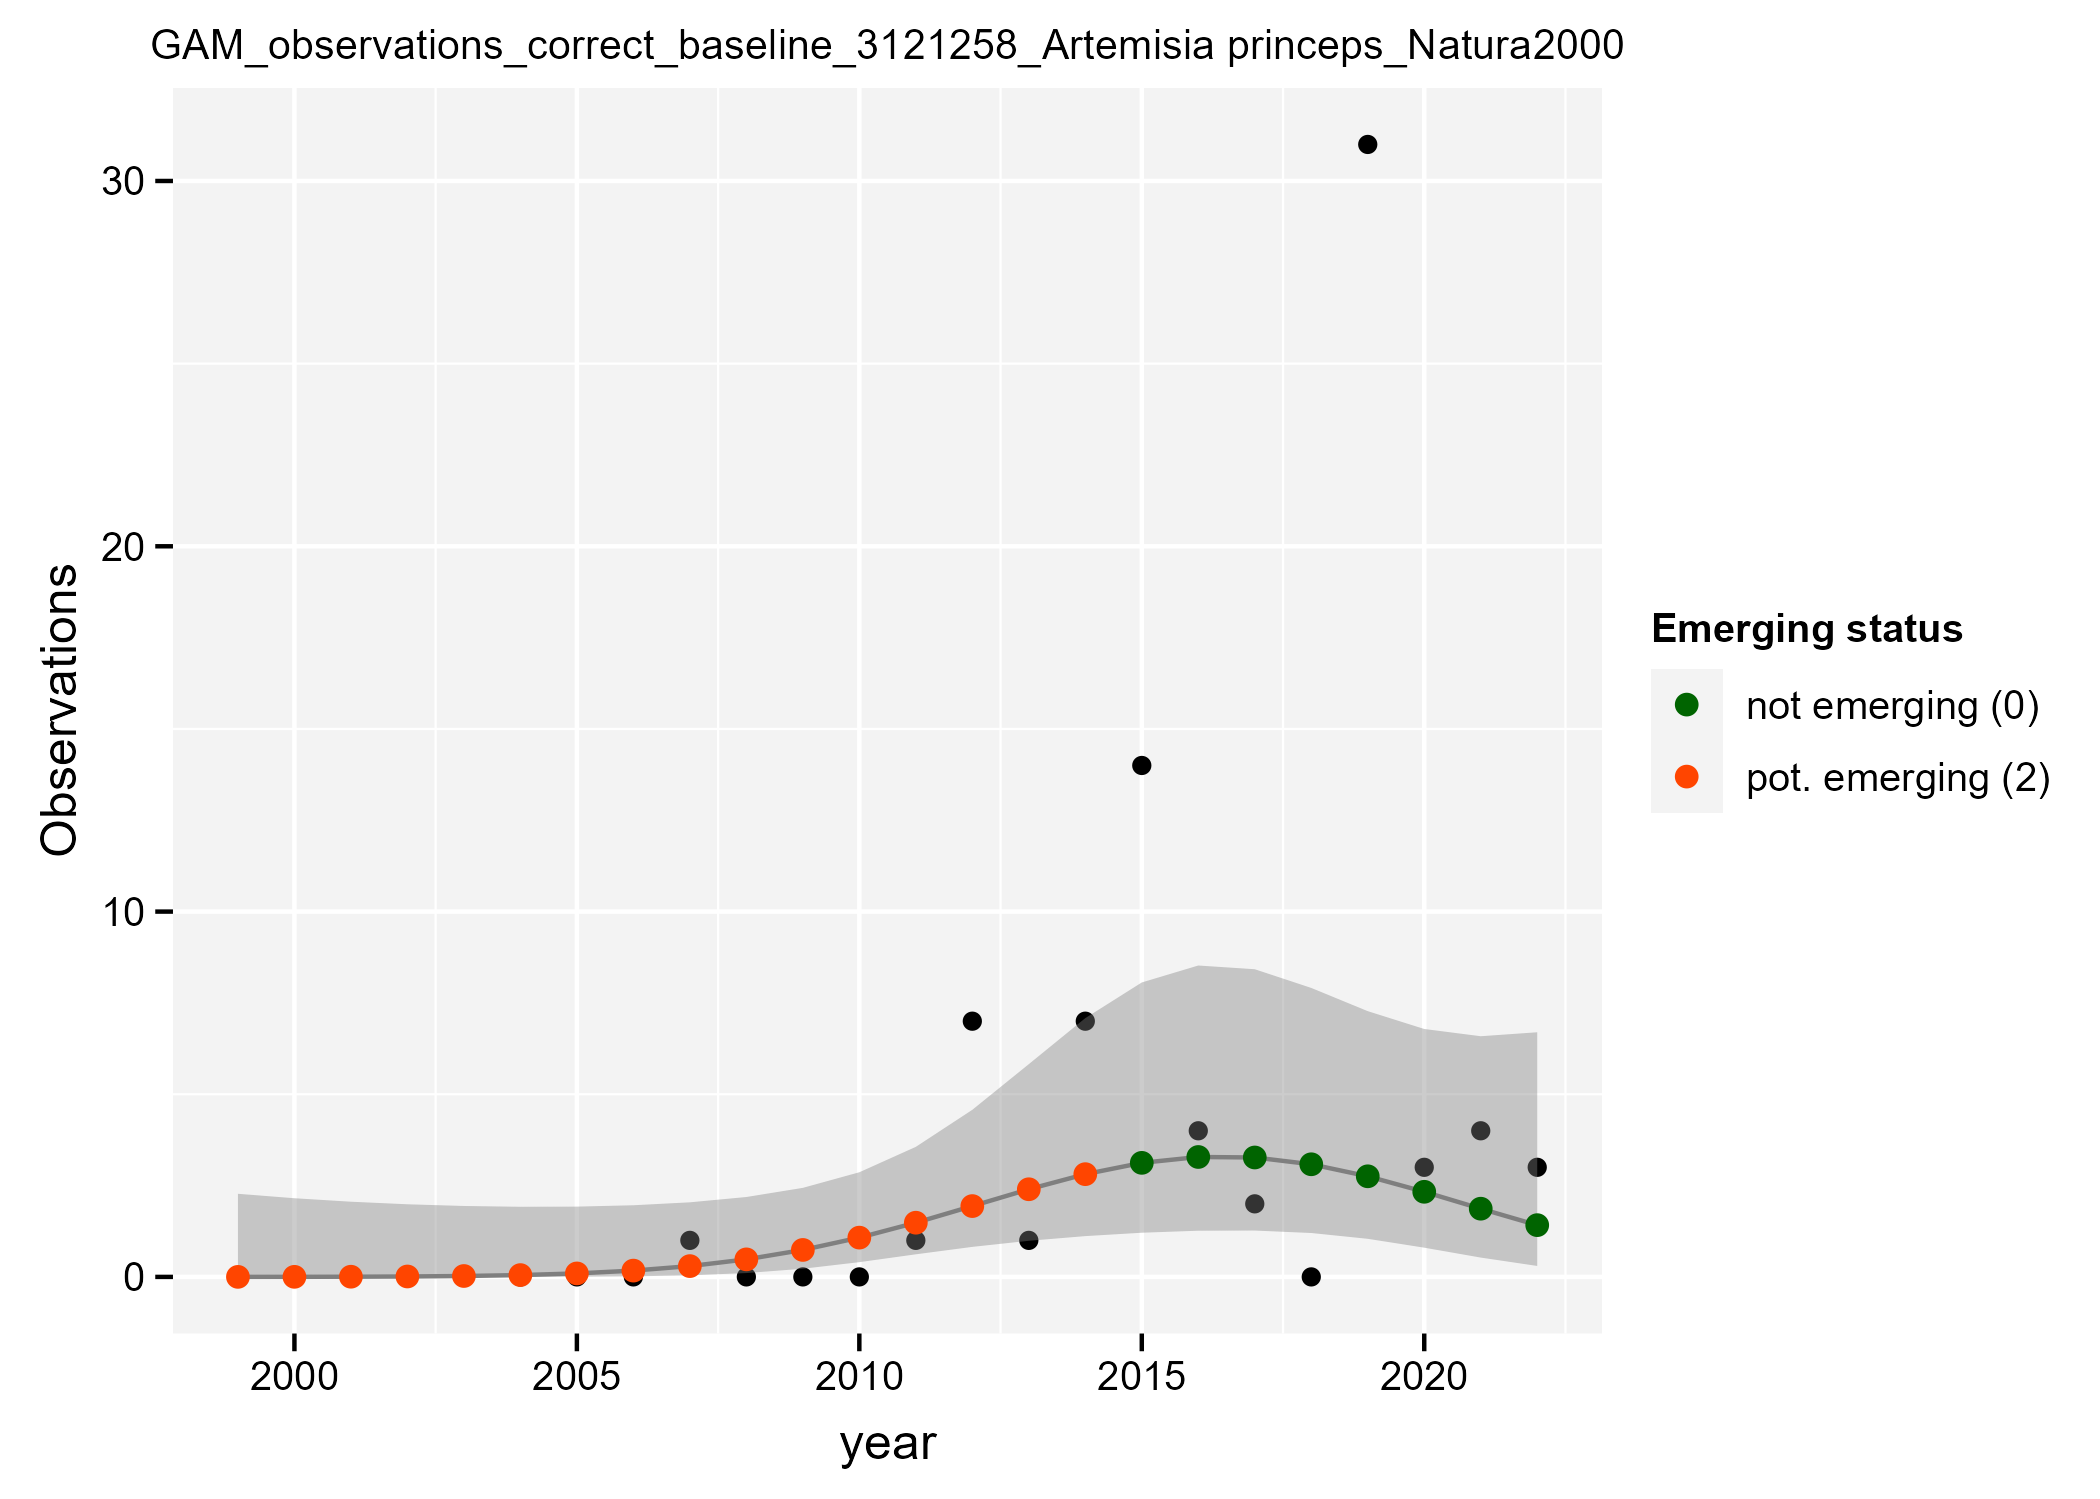 GAM_observations_correct_baseline_3121258_Artemisia princeps_Natura2000
30
20
10
0
Observations
2000 2005 2010 2015 2020
year
Emerging status
not emerging (0)
pot. emerging (2)